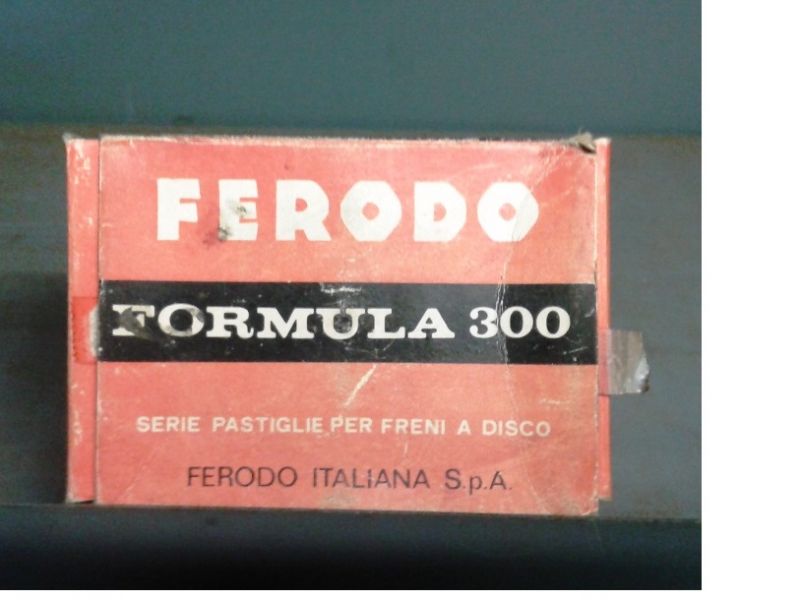 FERODO
FORMULA 300
SERIE PASTIGLIE PER FRENI A DISCO
FERODO ITALIANA S.p.A.